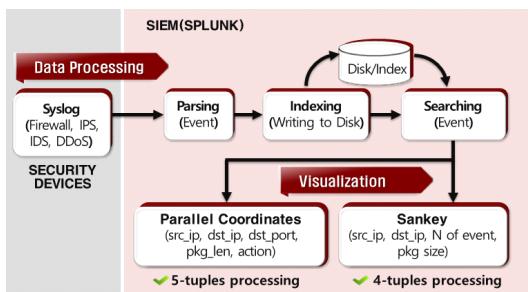 SIEM(SPLUNK)
Data Processing
Disk/Index
Syslog
(Firewall, IPS,
IDS, DDoS)
Parsing
(Event)
Indexing
(Writing to Disk)
Searching
(Event)
SECURITY
DEVICES
Visualization
Parallel Coordinates
(src_ip, dst_ip, dst_port,
pkg_len, action)
Sankey
(src_ip, dst_ip, N of event,
pkg size)
5-tuples processing
4-tuples processing